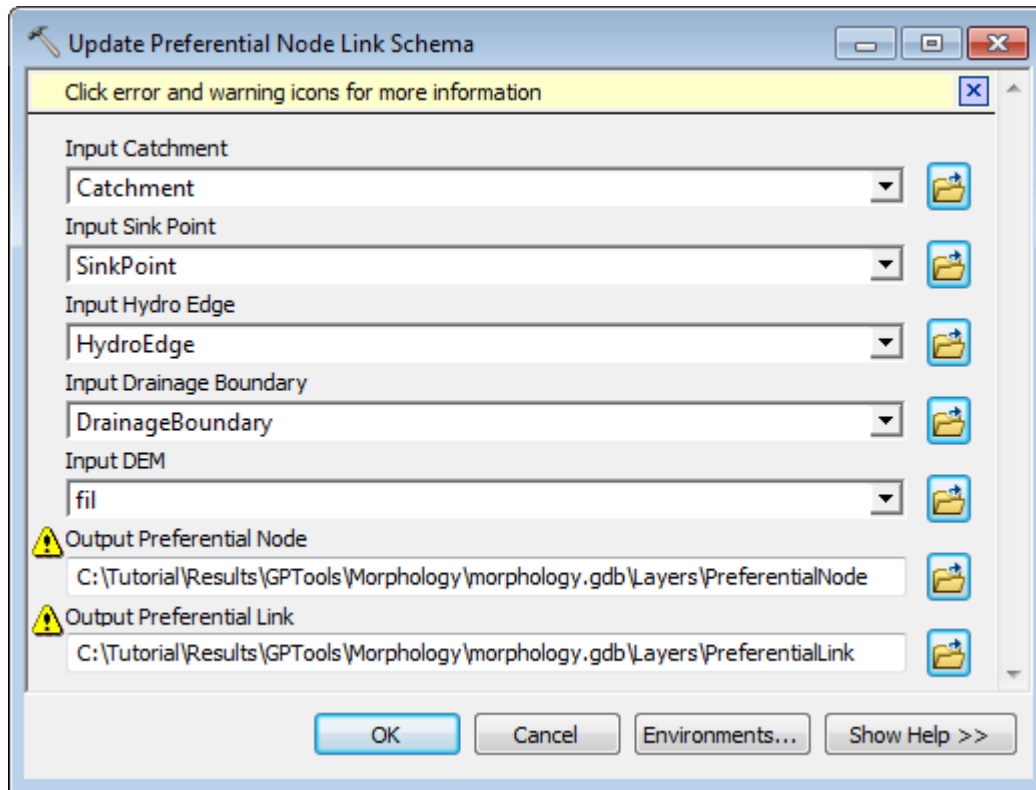 Update Preferential Node Link Schema
Click error and warning icons for more information
Input Catchment
Catchment
Input Sink Point
SinkPoint
Input Hydro Edge
HydroEdge
Input Drainage Boundary
DrainageBoundary
Input DEM
fil
Output Preferential Node
C:\Tutorial\Results\GPTools\Morphology\morphology.gdb\Layers\PreferentialNode
Output Preferential Link
C:\Tutorial\Results\GPTools\Morphology\morphology.gdb\Layers\PreferentialLink
OK Cancel Environments... Show Help >>